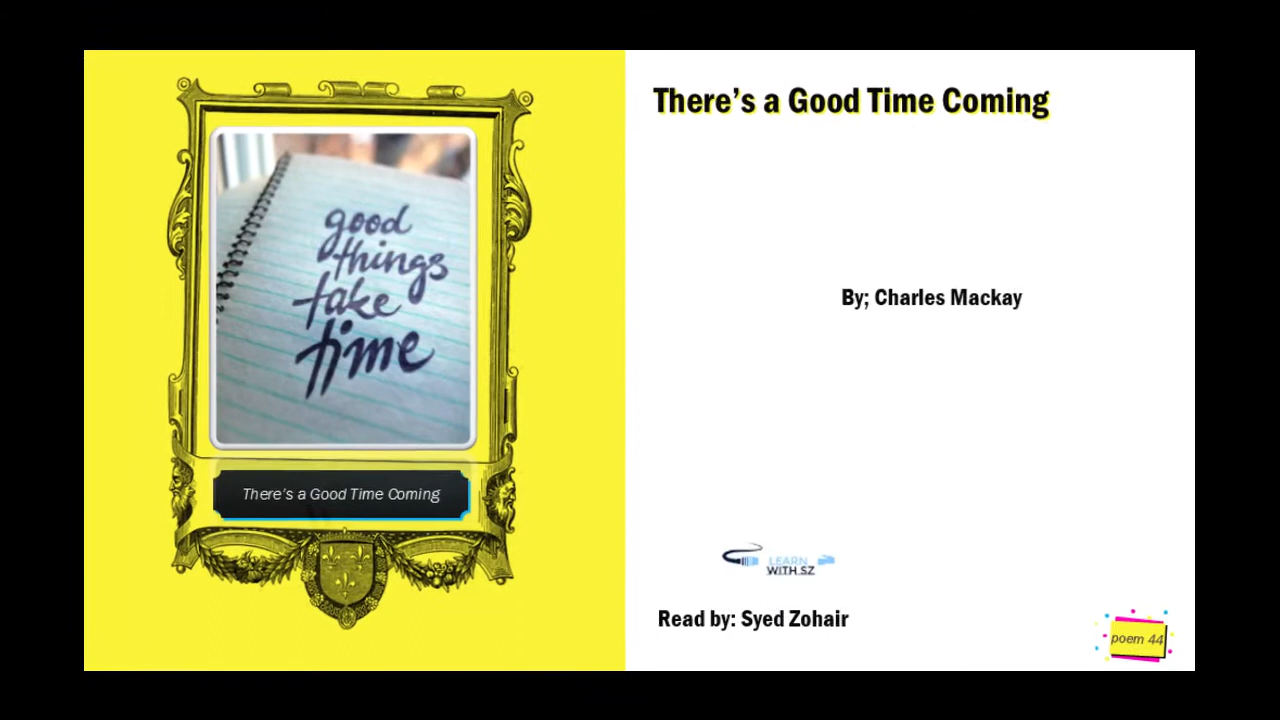 good
things
take
time
There's a Good Time Coming
There's a Good Time Coming
By; Charles Mackay
LEARN
WITH SZ
Read by: Syed Zohair
poem 44